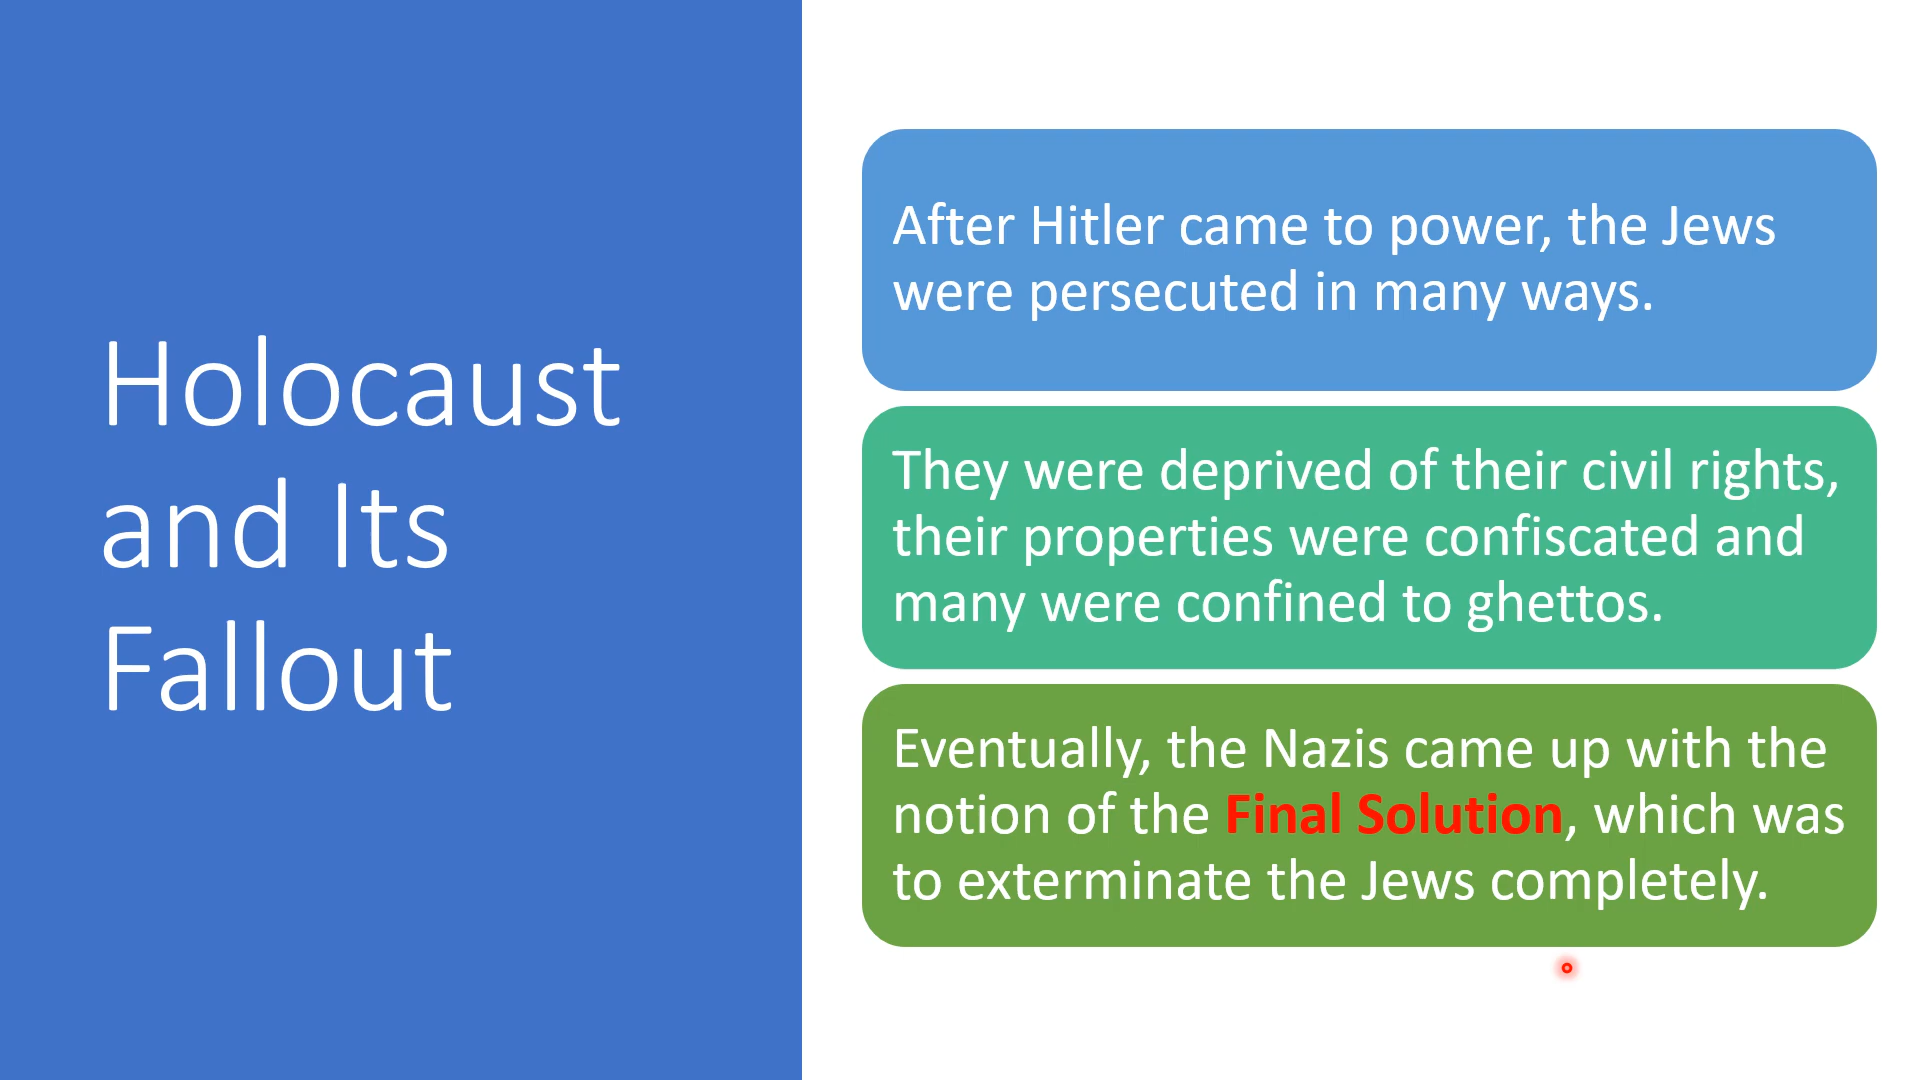 Holocaust
and Its
Fallout
After Hitler came to power, the Jews
were persecuted in many ways.
They were deprived of their civil rights,
their properties were confiscated and
many were confined to ghettos.
Eventually, the Nazis came up with the
notion of the Final Solution, which was
to exterminate the Jews completely.